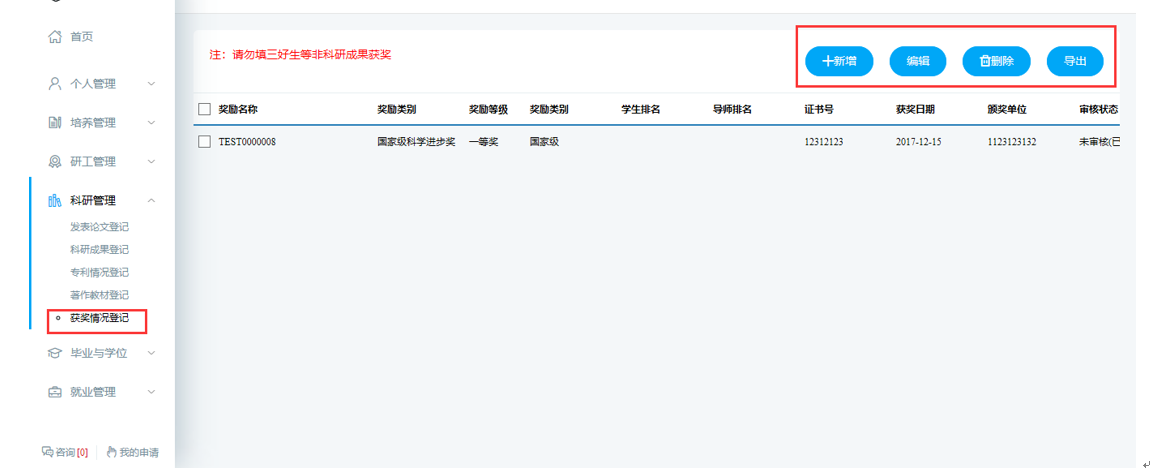 首页
个人管理
培养管理
研工管理
科研管理
发表论文登记
科研成果登记
专利情况登记
著作教材登记
获奖情况登记
毕业与学位
就业管理
咨询[0] 我的申请
注：请勿填三好生等非科研成果获奖
新增 编辑 删除 导出
奖励名称 奖励类别 奖励等级 奖励类别 学生排名 导师排名 证书号 获奖日期 颁奖单位 审核状态
TEST0000008 国家级科学进步奖 一等奖 国家级 12312123 2017-12-15 1123123132 未审核(已